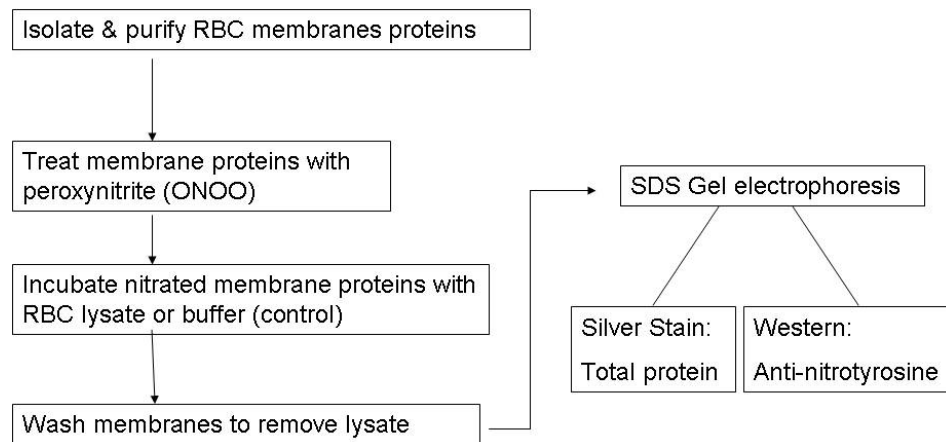 Isolate & purify RBC membranes proteins
Treat membrane proteins with
peroxynitrite (ONOO)
Incubate nitrated membrane proteins with
RBC lysate or buffer (control)
Wash membranes to remove lysate
SDS Gel electrophoresis
Silver Stain:
Total protein
Western:
Anti-nitrotyrosine